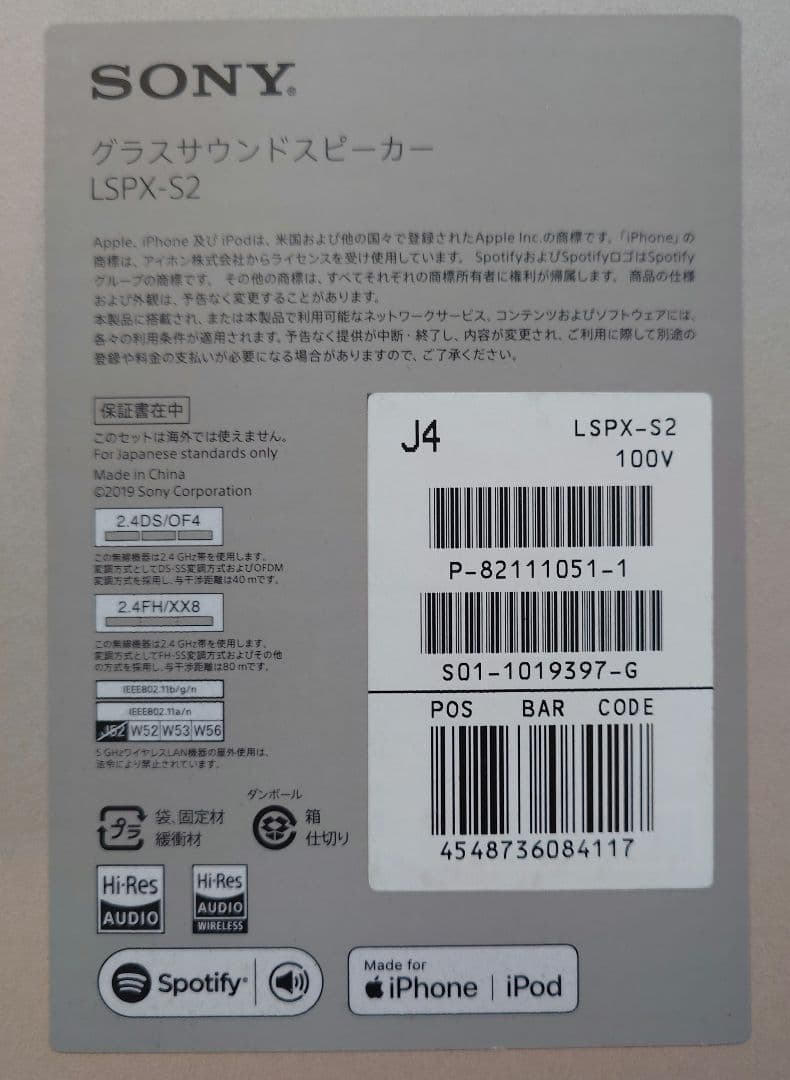 SONY®
グラスサウンドスピーカー
LSPX-S2
Apple、iPhone 及び iPodは、米国および他の国々で登録されたApple Inc.の商標です。「iPhone」の
商標は、アイホン株式会社からライセンスを受け使用しています。 SpotifyおよびSpotifyロゴはSpotify
グループの商標です。 その他の商標は、すべてそれぞれの商標所有者に権利が帰属します。 商品の仕様
および外観は、予告なく変更することがあります。
本製品に搭載され、または本製品で利用可能なネットワークサービス、コンテンツおよびソフトウェアには、
各々の利用条件が適用されます。予告なく提供が中断・終了し、内容が変更され、ご利用に際して別途の
登録や料金の支払いが必要になる場合がありますので、ご了承ください。
保証書在中
このセットは海外では使えません。
For Japanese standards only
Made in China
©2019 Sony Corporation
2.4DS/OF4
この無線機器は2.4 GHz帯を使用します。
変調方式としてDS-SS変調方式およびOFDM
変調方式を採用し、与干渉距離は40 mです。
2.4FH/XX8
この無線機器は2.4 GHz帯を使用します。
変調方式としてFH-SS変調方式およびその他
の方式を採用し、与干渉距離は80 mです。
IEEE802.11b/g/n
IEEE802.11a/n
J52 W52 W53 W56
5 GHzワイヤレスLAN機器の屋外使用は、
法令により禁止されています。
プラ
袋、固定材
緩衝材
ダンボール
箱
仕切り
Hi-Res
AUDIO
Hi-Res
AUDIO
WIRELESS
Spotify®
Made for
iPhone | iPod
J4
LSPX-S2
100V
P-82111051-1
S01-1019397-G
POS BAR CODE
4548736084117